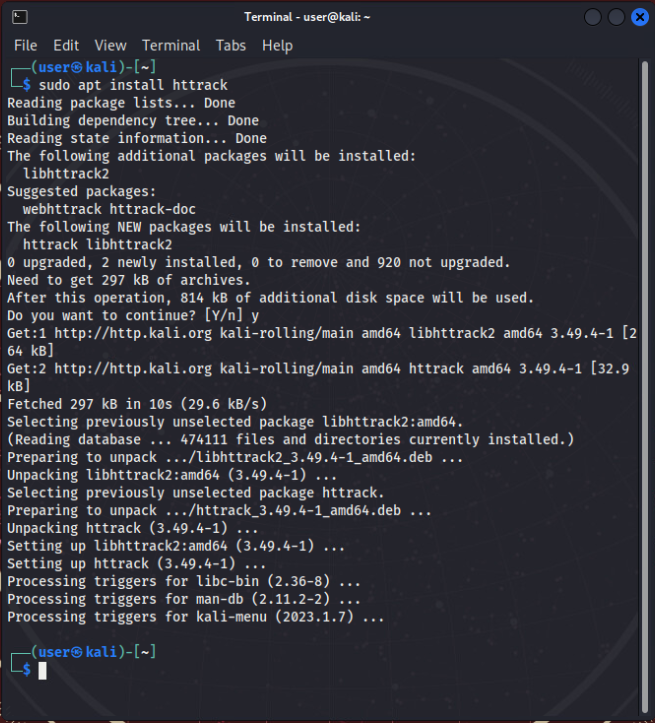 Terminal - user@kali: ~
File Edit View Terminal Tabs Help
┌──(user㉿kali)-[~]
└─$ sudo apt install httrack
Reading package lists... Done
Building dependency tree... Done
Reading state information... Done
The following additional packages will be installed:
  libhttrack2
Suggested packages:
  webhttrack httrack-doc
The following NEW packages will be installed:
  httrack libhttrack2
0 upgraded, 2 newly installed, 0 to remove and 920 not upgraded.
Need to get 297 kB of archives.
After this operation, 814 kB of additional disk space will be used.
Do you want to continue? [Y/n] y
Get:1 http://http.kali.org kali-rolling/main amd64 libhttrack2 amd64 3.49.4-1 [2
64 kB]
Get:2 http://http.kali.org kali-rolling/main amd64 httrack amd64 3.49.4-1 [32.9
kB]
Fetched 297 kB in 10s (29.6 kB/s)
Selecting previously unselected package libhttrack2:amd64.
(Reading database ... 474111 files and directories currently installed.)
Preparing to unpack .../libhttrack2_3.49.4-1_amd64.deb ...
Unpacking libhttrack2:amd64 (3.49.4-1) ...
Selecting previously unselected package httrack.
Preparing to unpack .../httrack_3.49.4-1_amd64.deb ...
Unpacking httrack (3.49.4-1) ...
Setting up libhttrack2:amd64 (3.49.4-1) ...
Setting up httrack (3.49.4-1) ...
Processing triggers for libc-bin (2.36-8) ...
Processing triggers for man-db (2.11.2-2) ...
Processing triggers for kali-menu (2023.1.7) ...
┌──(user㉿kali)-[~]
└─$